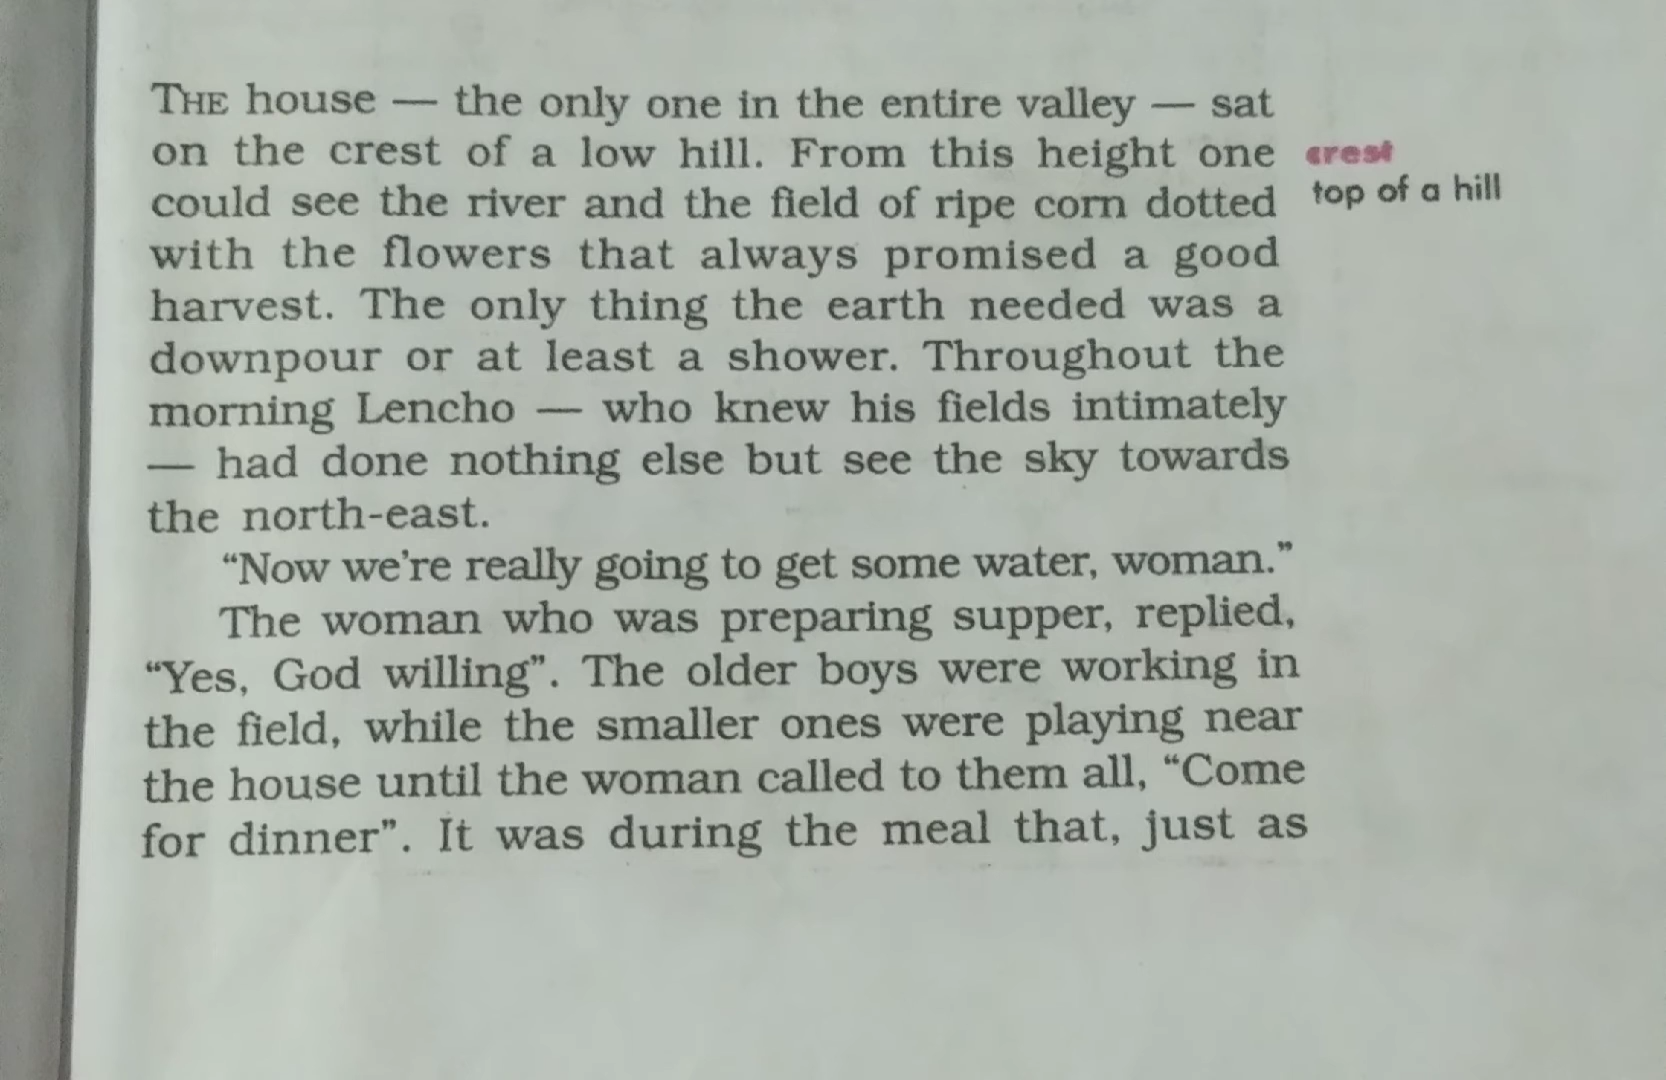 THE house — the only one in the entire valley — sat
on the crest of a low hill. From this height one
crest
top of a hill
could see the river and the field of ripe corn dotted
with the flowers that always promised a good
harvest. The only thing the earth needed was a
downpour or at least a shower. Throughout the
morning Lencho — who knew his fields intimately
— had done nothing else but see the sky towards
the north-east.
“Now we're really going to get some water, woman.”
The woman who was preparing supper, replied,
“Yes, God willing”. The older boys were working in
the field, while the smaller ones were playing near
the house until the woman called to them all, “Come
for dinner”. It was during the meal that, just as